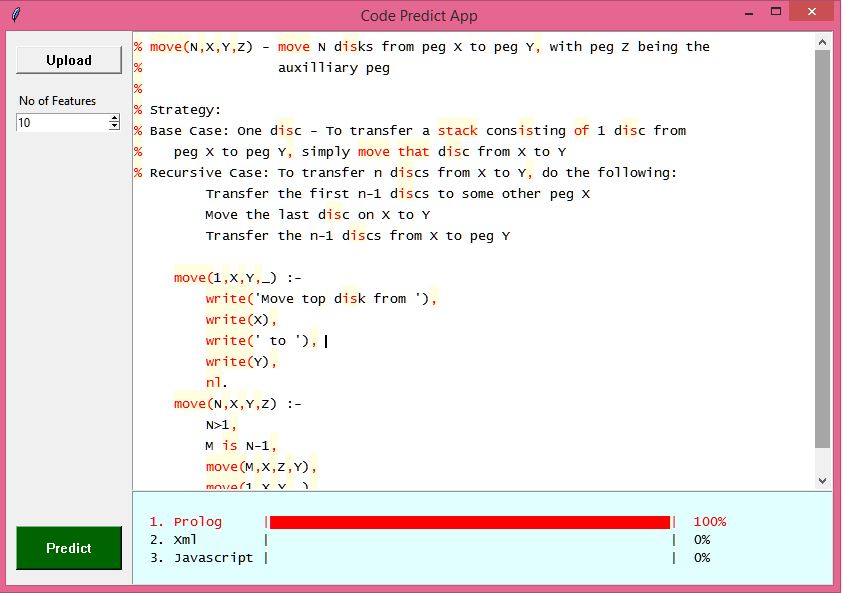 Code Predict App
Upload
No of Features
10
% move(N,X,Y,Z) - move N disks from peg X to peg Y, with peg Z being the
%                 auxilliary peg
%
% Strategy:
% Base Case: One disc - To transfer a stack consisting of 1 disc from
%    peg X to peg Y, simply move that disc from X to Y
% Recursive Case: To transfer n discs from X to Y, do the following:
         Transfer the first n-1 discs to some other peg X
         Move the last disc on X to Y
         Transfer the n-1 discs from X to peg Y
     move(1,X,Y,_) :-
         write('Move top disk from '),
         write(X),
         write(' to '),
         write(Y),
         nl.
     move(N,X,Y,Z) :-
         N>1,
         M is N-1,
         move(M,X,Z,Y),
         move(1,X,Y,_),
Predict
1. Prolog     | | 100%
2. Xml        | | 0%
3. Javascript | | 0%